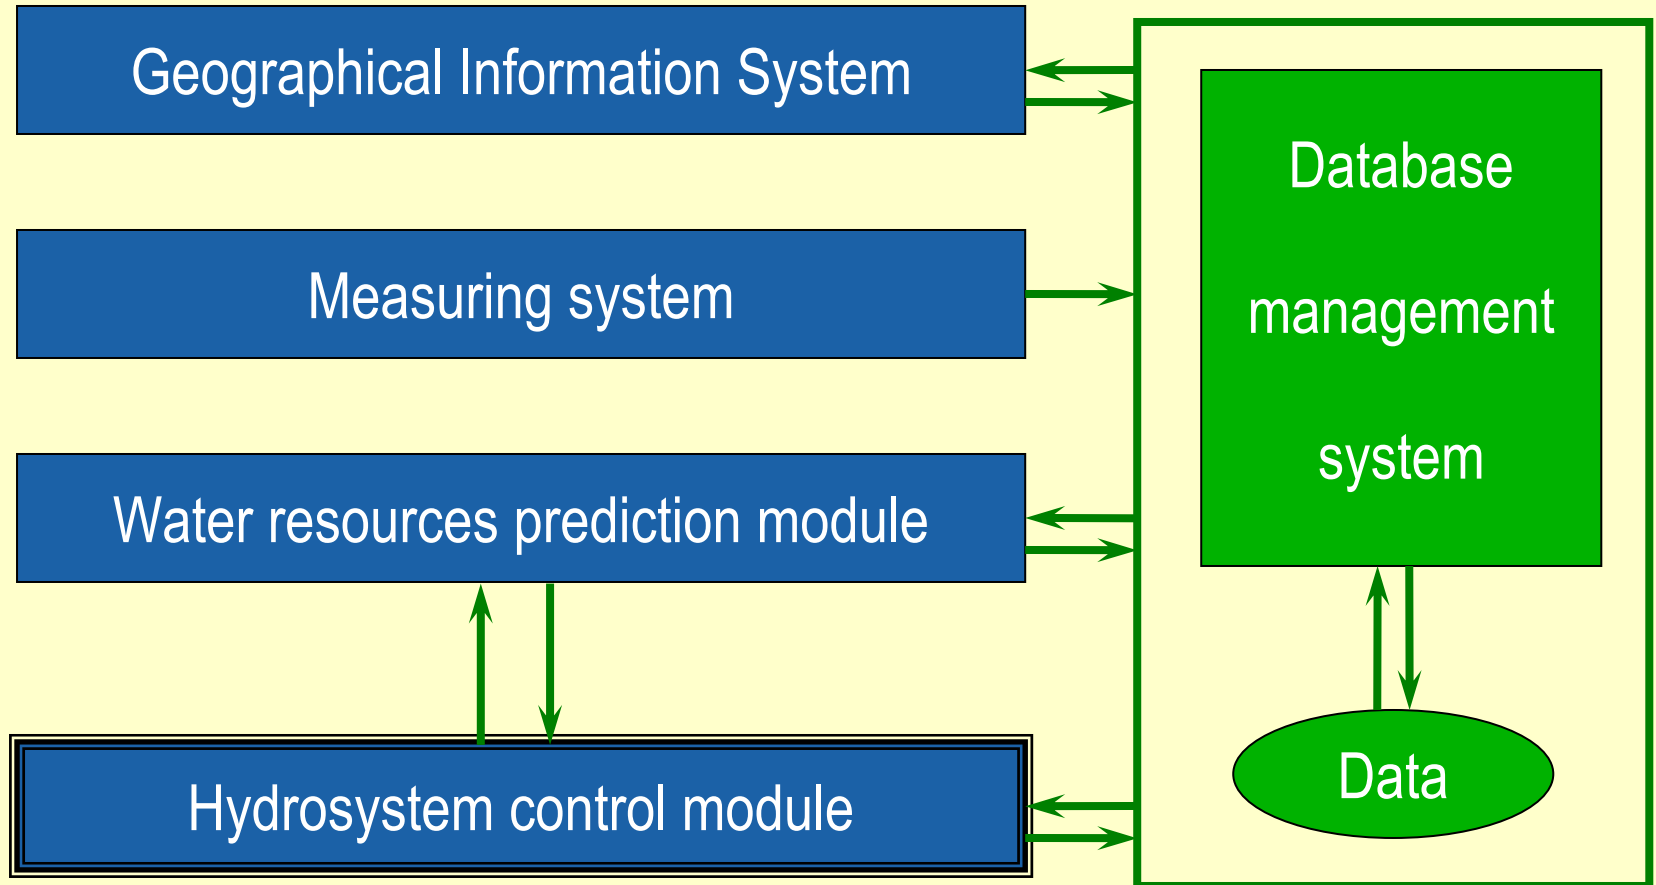 Geographical Information System
Measuring system
Water resources prediction module
Hydrosystem control module
Database
management
system
Data